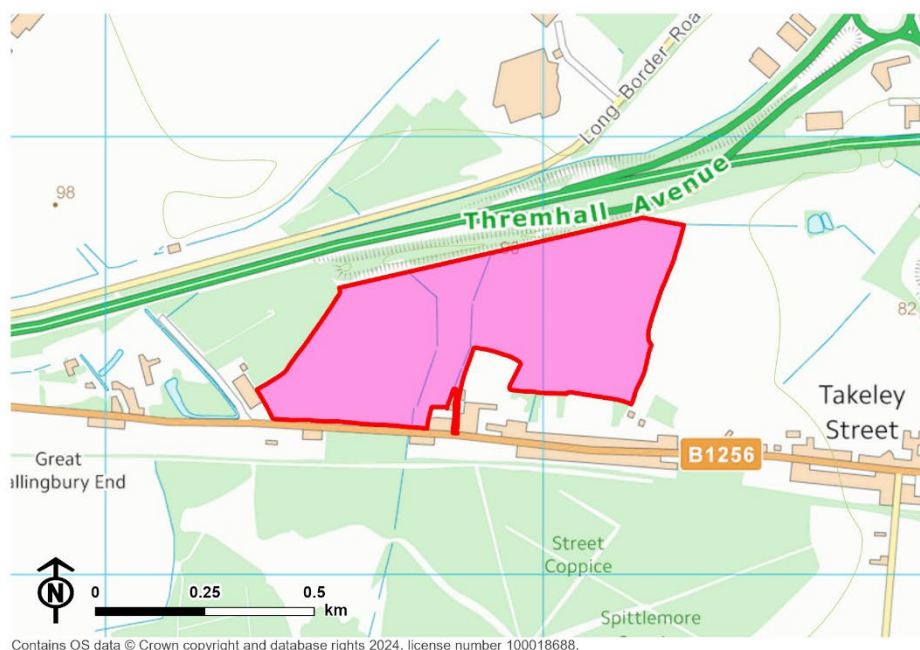 Long Border Roa
98
Thremhall Avenue
82
Takeley
Street
B1256
Great
allingbury End
Street
Coppice
Spittlemore
N
0 0.25 0.5
km
Contains OS data © Crown copyright and database rights 2024, license number 100018688.